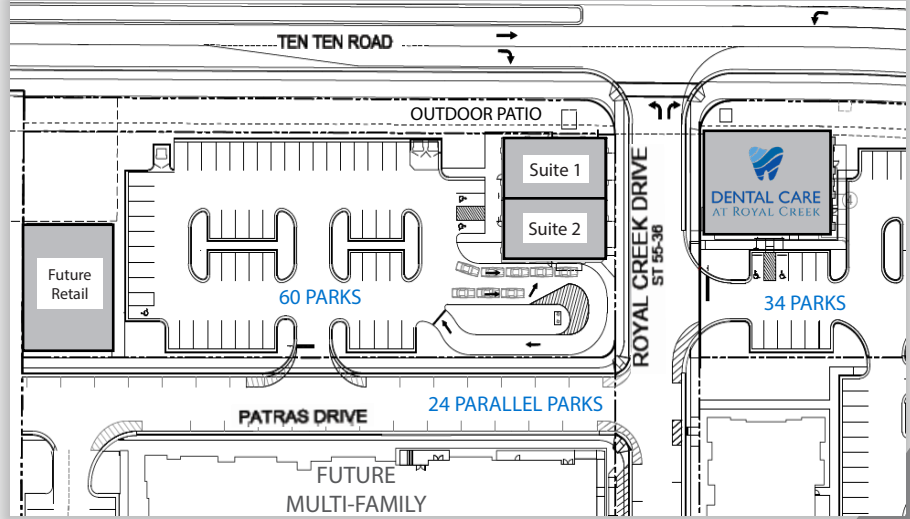 TEN TEN ROAD
OUTDOOR PATIO
Suite 1
Suite 2
ROYAL CREEK DRIVE
ST 55-36
DENTAL CARE
AT ROYAL CREEK
Future
Retail
60 PARKS
34 PARKS
24 PARALLEL PARKS
PATRAS DRIVE
FUTURE
MULTI-FAMILY